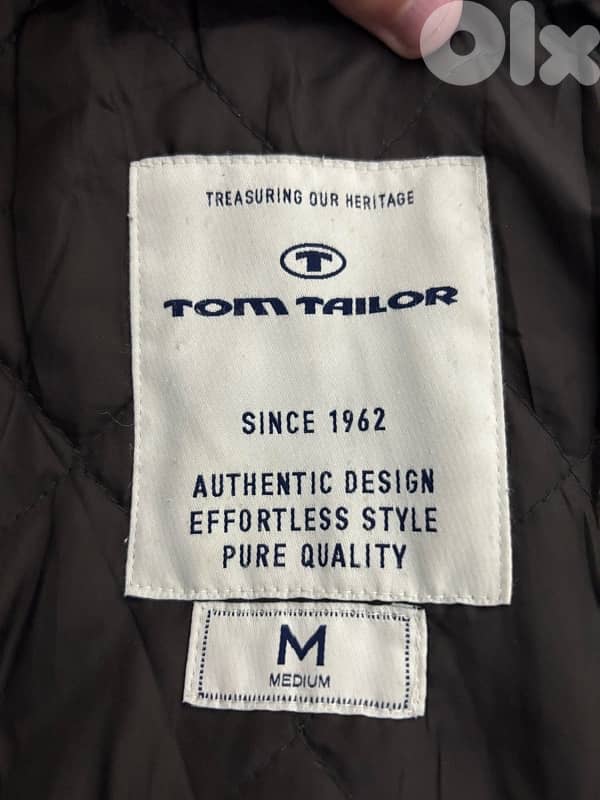 olx
TREASURING OUR HERITAGE
T
TOM TAILOR
SINCE 1962
AUTHENTIC DESIGN
EFFORTLESS STYLE
PURE QUALITY
M
MEDIUM